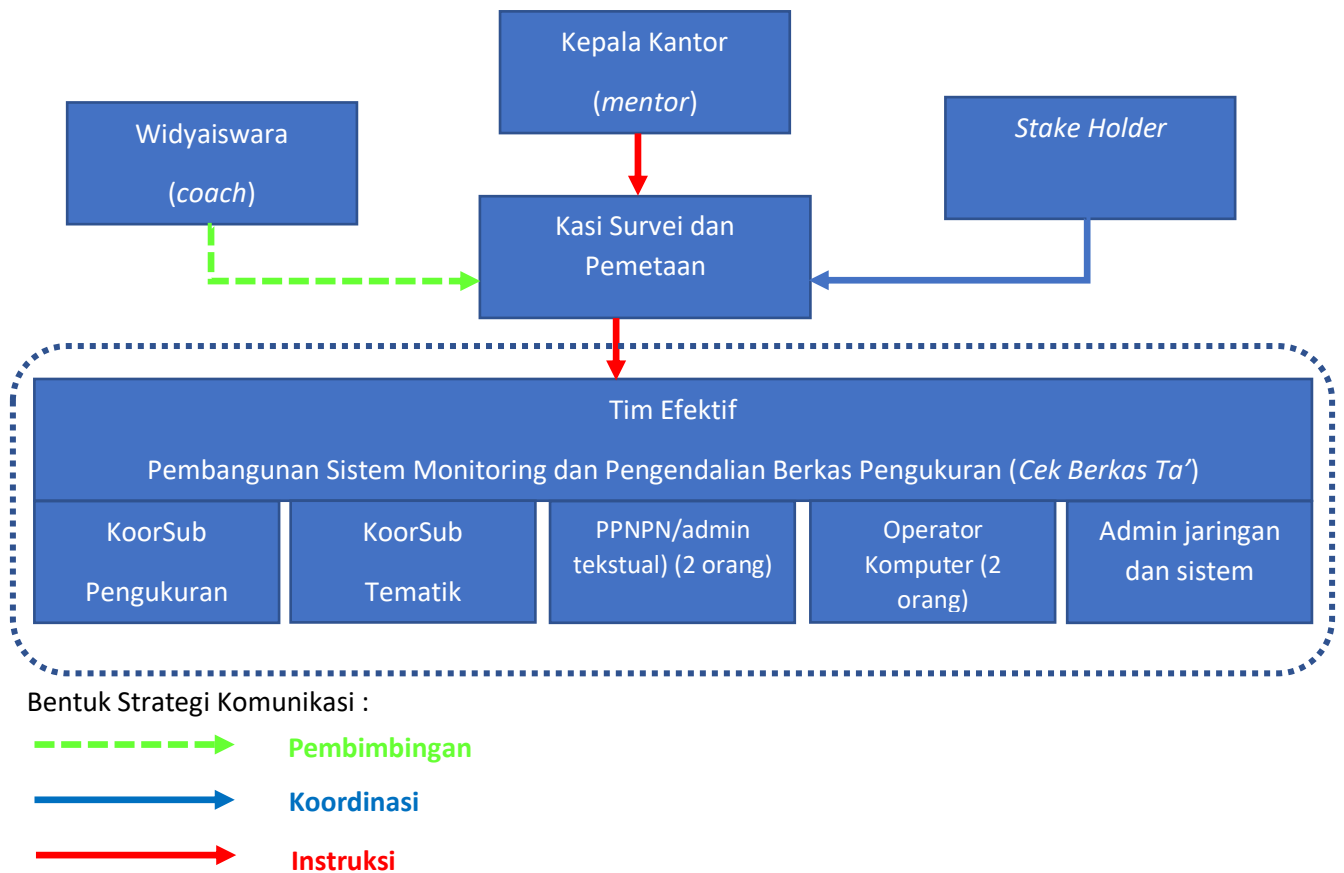 Kepala Kantor
(mentor)
Widyaiswara
(coach)
Stake Holder
Kasi Survei dan
Pemetaan
Tim Efektif
Pembangunan Sistem Monitoring dan Pengendalian Berkas Pengukuran (Cek Berkas Ta’)
KoorSub
Pengukuran
KoorSub
Tematik
PPNPN/admin
tekstual) (2 orang)
Operator
Komputer (2
orang)
Admin jaringan
dan sistem
Bentuk Strategi Komunikasi :
Pembimbingan
Koordinasi
Instruksi